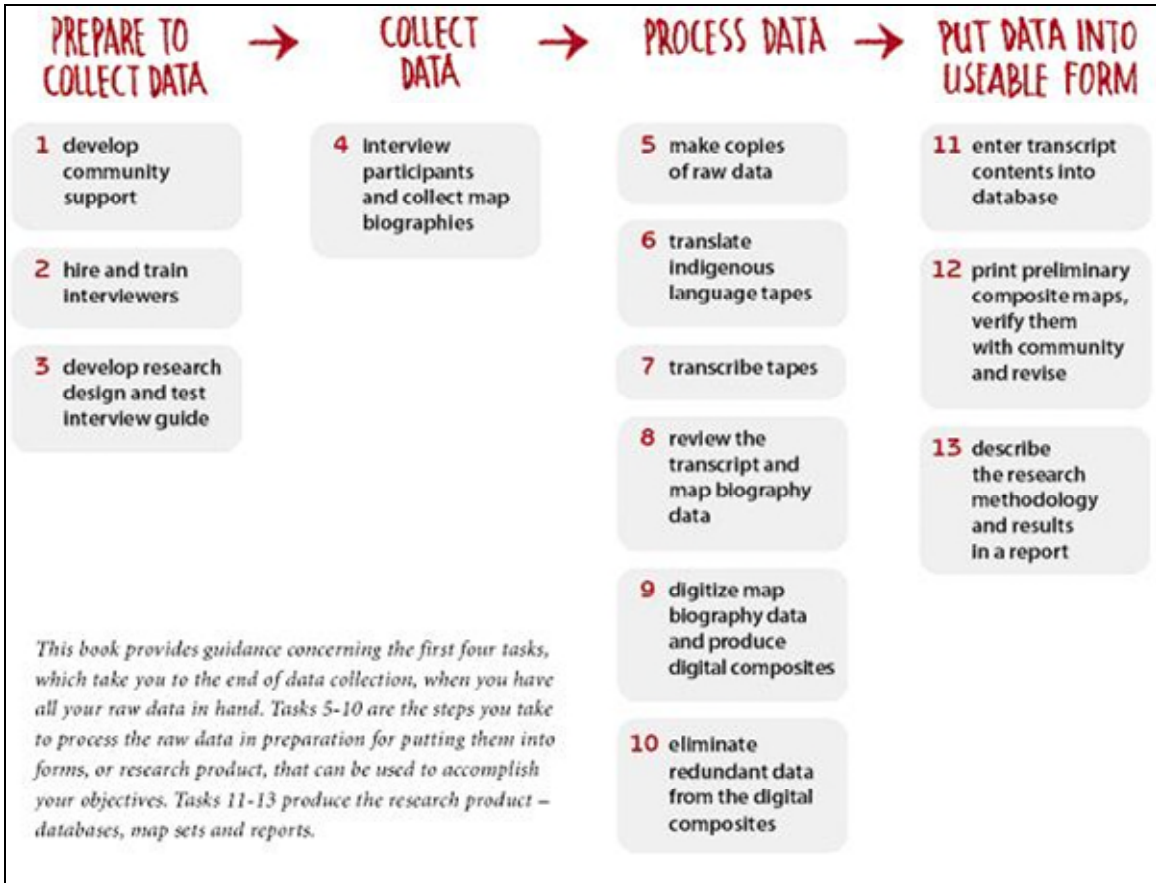 PREPARE TO
COLLECT DATA
1 develop
community
support
2 hire and train
interviewers
3 develop research
design and test
interview guide
COLLECT
DATA
4 interview
participants
and collect map
biographies
PROCESS DATA
5 make copies
of raw data
6 translate
indigenous
language tapes
7 transcribe tapes
8 review the
transcript and
map biography
data
9 digitize map
biography data
and produce
digital composites
10 eliminate
redundant data
from the digital
composites
PUT DATA INTO
USEABLE FORM
11 enter transcript
contents into
database
12 print preliminary
composite maps,
verify them
with community
and revise
13 describe
the research
methodology
and results
in a report
This book provides guidance concerning the first four tasks,
which take you to the end of data collection, when you have
all your raw data in hand. Tasks 5-10 are the steps you take
to process the raw data in preparation for putting them into
forms, or research product, that can be used to accomplish
your objectives. Tasks 11-13 produce the research product –
databases, map sets and reports.